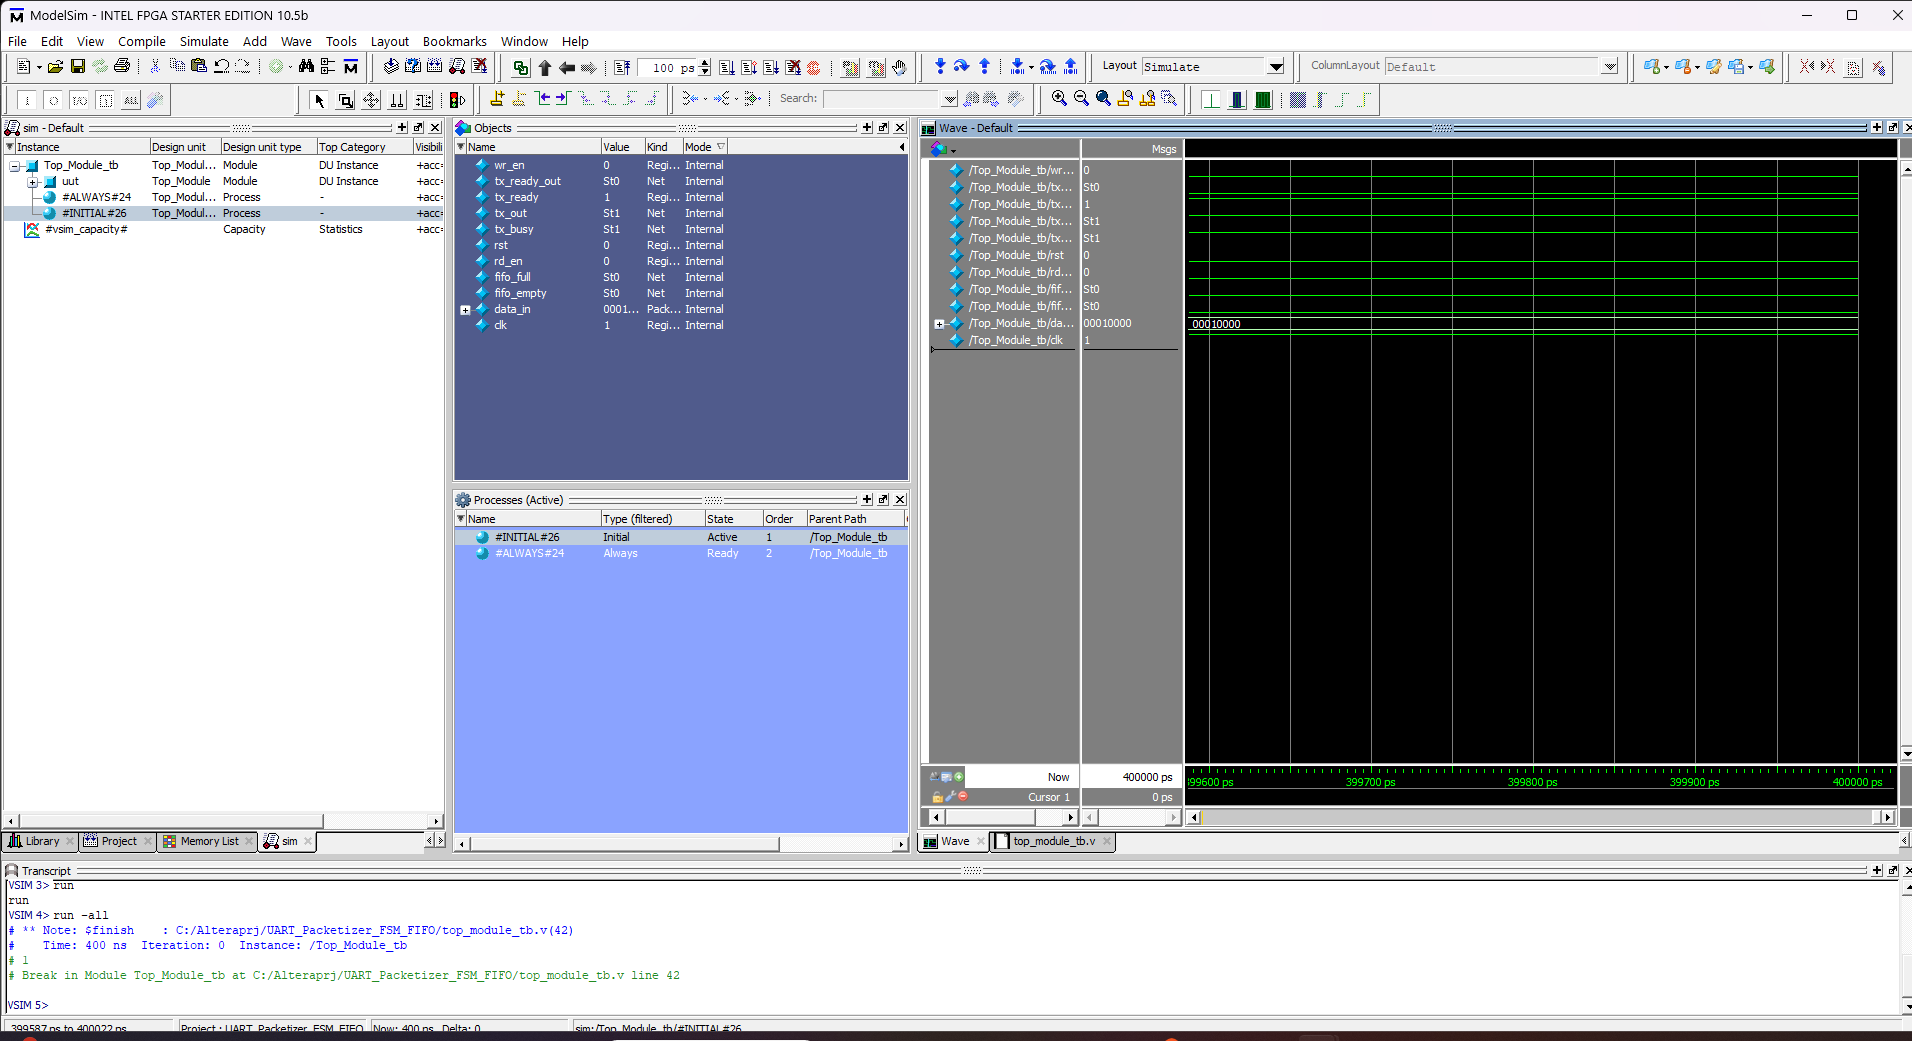 ModelSim - INTEL FPGA STARTER EDITION 10.5b
File Edit View Compile Simulate Add Wave Tools Layout Bookmarks Window Help
100 ps
Layout Simulate
ColumnLayout Default
ALL
Search:
sim - Default
Instance Design unit Design unit type Top Category Visibili
Top_Module_tb Top_Modul... Module DU Instance +acc=
uut Top_Module Module DU Instance +acc=
#ALWAYS#24 Top_Modul... Process - +acc=
#INITIAL#26 Top_Modul... Process - +acc=
#vsim_capacity# Capacity Statistics +acc=
Library Project Memory List sim
Objects
Name Value Kind Mode
wr_en 0 Regi... Internal
tx_ready_out St0 Net Internal
tx_ready 1 Regi... Internal
tx_out St1 Net Internal
tx_busy St1 Net Internal
rst 0 Regi... Internal
rd_en 0 Regi... Internal
fifo_full St0 Net Internal
fifo_empty St0 Net Internal
data_in 0001... Pack... Internal
clk 1 Regi... Internal
Processes (Active)
Name Type (filtered) State Order Parent Path
#INITIAL#26 Initial Active 1 /Top_Module_tb
#ALWAYS#24 Always Ready 2 /Top_Module_tb
Wave - Default
Msgs
/Top_Module_tb/wr... 0
/Top_Module_tb/tx... St0
/Top_Module_tb/tx... 1
/Top_Module_tb/tx... St1
/Top_Module_tb/tx... St1
/Top_Module_tb/rst 0
/Top_Module_tb/rd... 0
/Top_Module_tb/fif... St0
/Top_Module_tb/fif... St0
/Top_Module_tb/da... 00010000 00010000
/Top_Module_tb/clk 1
Now 400000 ps
399600 ps 399700 ps 399800 ps 399900 ps 400000 ps
Cursor 1 0 ps
Wave top_module_tb.v
Transcript
VSIM 3> run
run
VSIM 4> run -all
# ** Note: $finish : C:/Alteraprj/UART_Packetizer_FSM_FIFO/top_module_tb.v(42)
# Time: 400 ns Iteration: 0 Instance: /Top_Module_tb
# 1
# Break in Module Top_Module_tb at C:/Alteraprj/UART_Packetizer_FSM_FIFO/top_module_tb.v line 42
VSIM 5>
399587 ps to 400022 ps Project : UART_Packetizer_FSM_FIFO Now: 400 ns Delta: 0 sim:/Top_Module_tb/#INITIAL#26